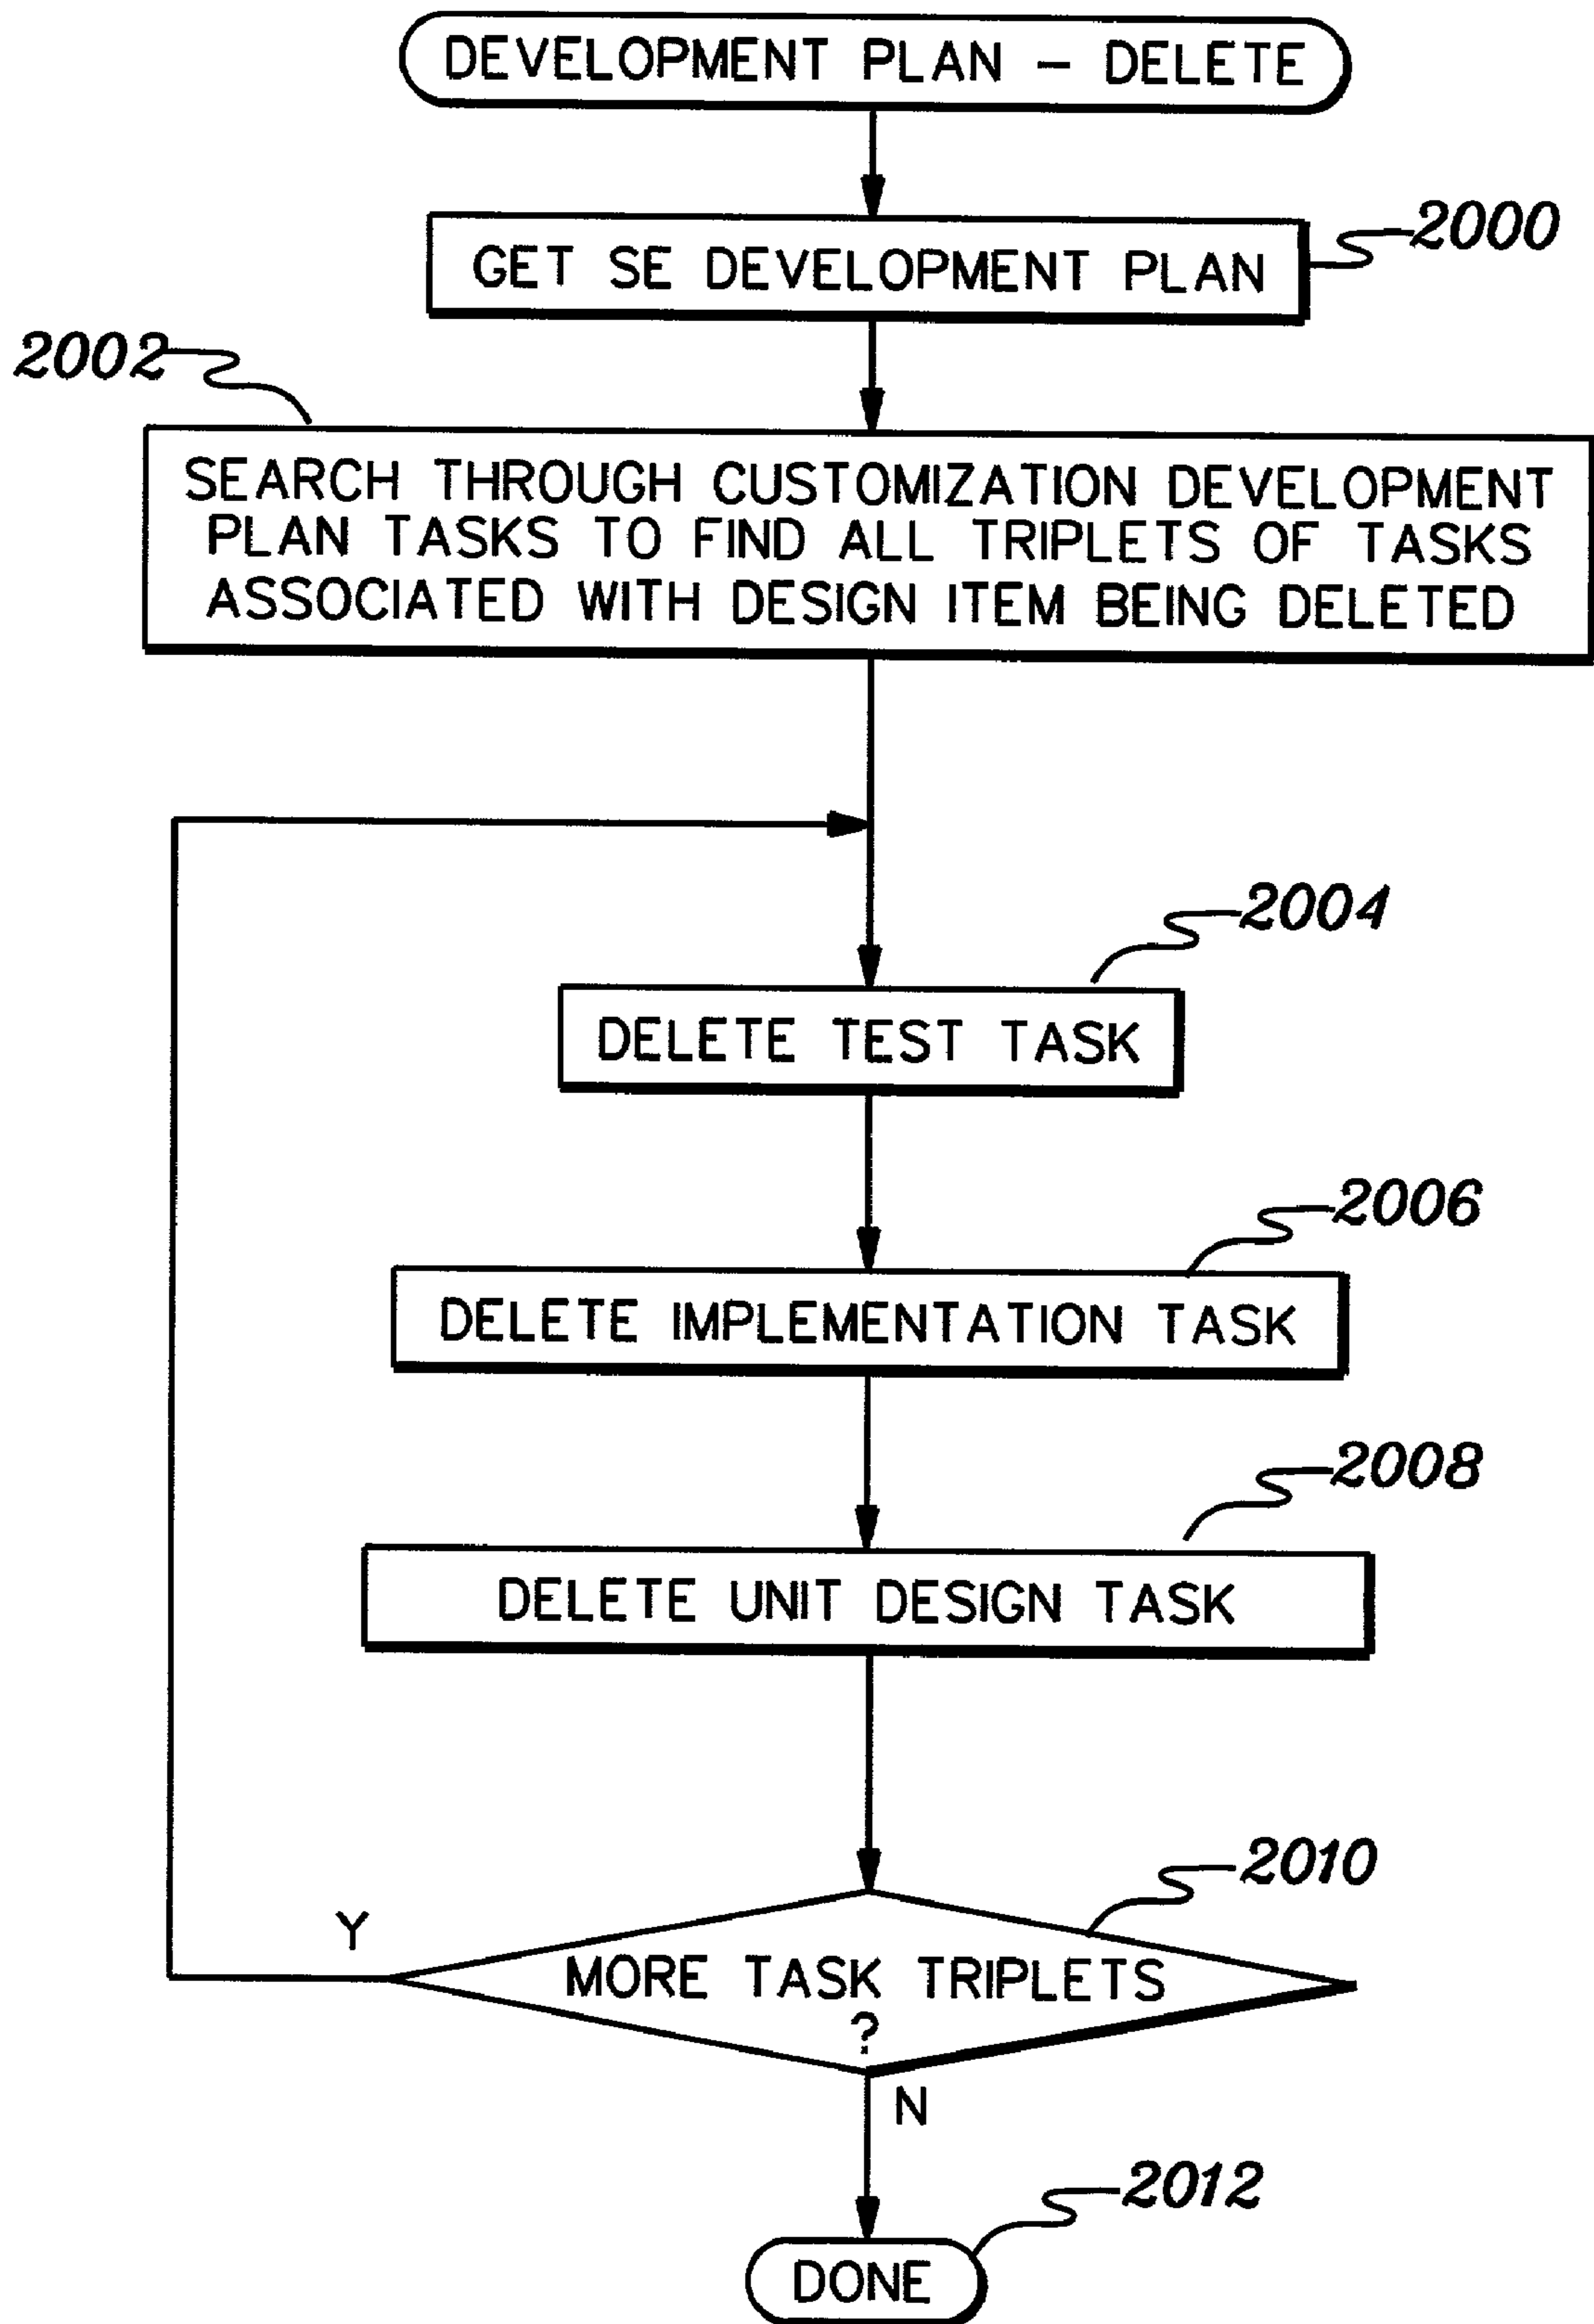 DEVELOPMENT PLAN - DELETE
2000
GET SE DEVELOPMENT PLAN
2002
SEARCH THROUGH CUSTOMIZATION DEVELOPMENT
PLAN TASKS TO FIND ALL TRIPLETS OF TASKS
ASSOCIATED WITH DESIGN ITEM BEING DELETED
2004
DELETE TEST TASK
2006
DELETE IMPLEMENTATION TASK
2008
DELETE UNIT DESIGN TASK
2010
Y
MORE TASK TRIPLETS
?
N
2012
DONE